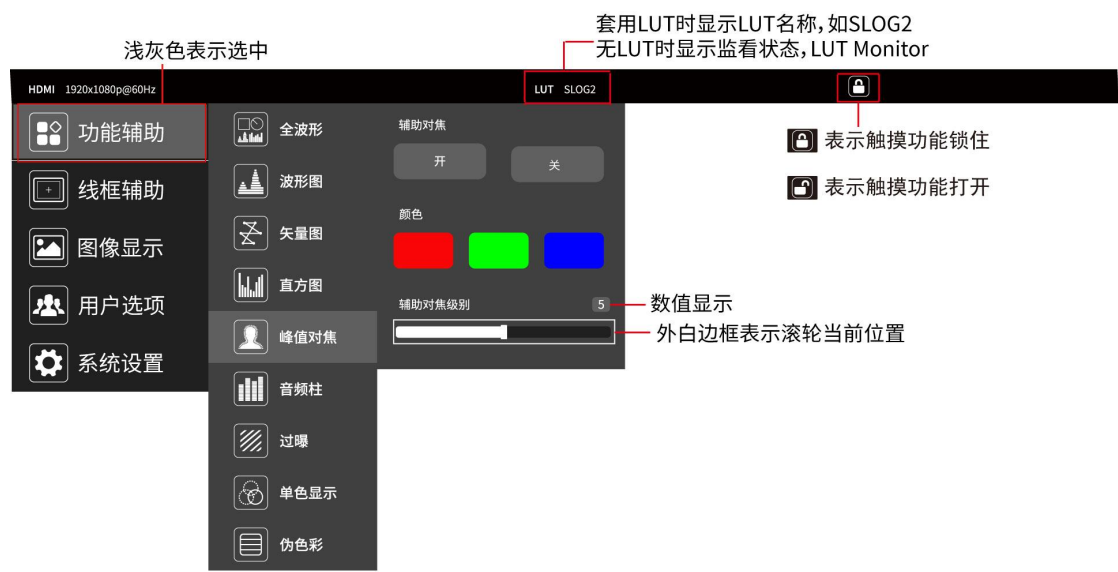 套用LUT时显示LUT名称,如SLOG2
无LUT时显示监看状态,LUT Monitor
浅灰色表示选中
HDMI 1920x1080p@60Hz
LUT SLOG2
功能辅助
线框辅助
图像显示
用户选项
系统设置
全波形
波形图
矢量图
直方图
峰值对焦
音频柱
过曝
单色显示
伪色彩
辅助对焦
开
关
颜色
辅助对焦级别
5
表示触摸功能锁住
表示触摸功能打开
数值显示
外白边框表示滚轮当前位置